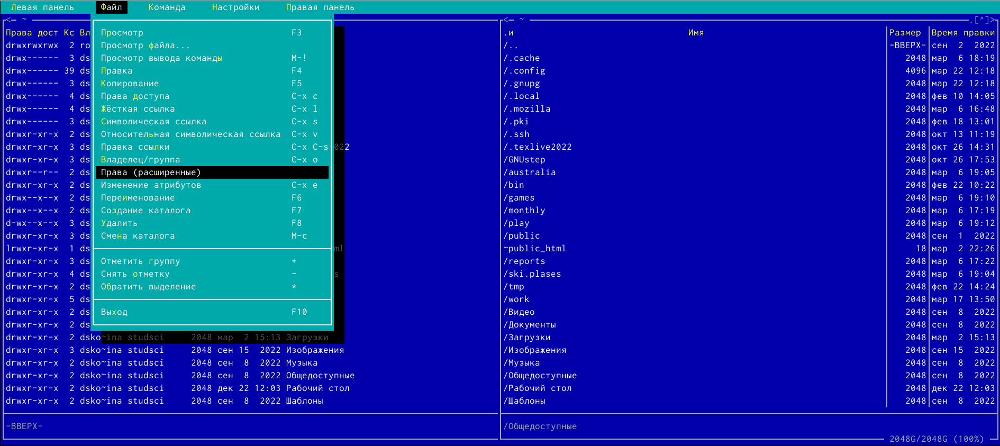 Левая панель Файл Команда Настройки Правая панель
<─ ~ <─ ~ .[^]>
Права дост Кс Вл Просмотр F3 .и Имя Размер Время правки
drwxrwxrwx 2 ro Просмотр файла... /.. -ВВЕРХ- сен 2 2022
drwx------ 3 ds Просмотр вывода команды M-! /.cache 2048 мар 6 18:19
drwx------ 39 ds Правка F4 /.config 4096 мар 22 12:18
drwx------ 3 ds Копирование F5 /.gnupg 2048 мар 22 12:18
drwx------ 4 ds Права доступа C-x c /.local 2048 фев 10 14:05
drwx------ 4 ds Жёсткая ссылка C-x l /.mozilla 2048 мар 6 16:48
drwx------ 3 ds Символическая ссылка C-x s /.pki 2048 фев 18 13:01
drwxr-xr-x 2 ds Относительная символическая ссылка C-x v /.ssh 2048 окт 13 11:19
drwxr-xr-x 3 ds Правка ссылки C-x C-s 022 /.texlive2022 2048 окт 26 14:31
drwxr-xr-x 3 ds Владелец/группа C-x o /GNUstep 2048 окт 26 17:53
drwxr--r-- 2 ds Права (расширенные) /australia 2048 мар 6 19:05
drwxr-xr-x 2 ds Изменение атрибутов C-x e /bin 2048 фев 22 10:22
drwx--x--x 2 ds Переименование F6 /games 2048 мар 6 19:10
drwx--x--x 2 ds Создание каталога F7 /monthly 2048 мар 6 17:19
d-wx--x--x 3 ds Удалить F8 /play 2048 мар 6 19:12
drwxr-xr-x 3 ds Смена каталога M-c /public 2048 сен 1 2022
lrwxr-xr-x 1 ds ml ~public_html 18 мар 2 22:26
drwxr-xr-x 3 ds Отметить группу + /reports 2048 мар 6 17:22
drwxr-xr-x 4 ds Снять отметку - s /ski.plases 2048 мар 6 19:04
drwxr-xr-x 2 ds Обратить выделение * /tmp 2048 фев 22 14:24
drwxr-xr-x 5 ds /work 2048 мар 17 13:50
drwxr-xr-x 2 ds Выход F10 /Видео 2048 сен 8 2022
drwxr-xr-x 2 ds /Документы 2048 сен 8 2022
drwxr-xr-x 2 dsko~ina studsci 2048 мар 2 15:13 Загрузки /Загрузки 2048 мар 2 15:13
drwxr-xr-x 3 dsko~ina studsci 2048 сен 15 2022 Изображения /Изображения 2048 сен 15 2022
drwxr-xr-x 2 dsko~ina studsci 2048 сен 8 2022 Музыка /Музыка 2048 сен 8 2022
drwxr-xr-x 2 dsko~ina studsci 2048 сен 8 2022 Общедоступные /Общедоступные 2048 сен 8 2022
drwxr-xr-x 2 dsko~ina studsci 2048 дек 22 12:03 Рабочий стол /Рабочий стол 2048 дек 22 12:03
drwxr-xr-x 2 dsko~ina studsci 2048 сен 8 2022 Шаблоны /Шаблоны 2048 сен 8 2022
-ВВЕРХ- /Общедоступные
2048G/2048G (100%)